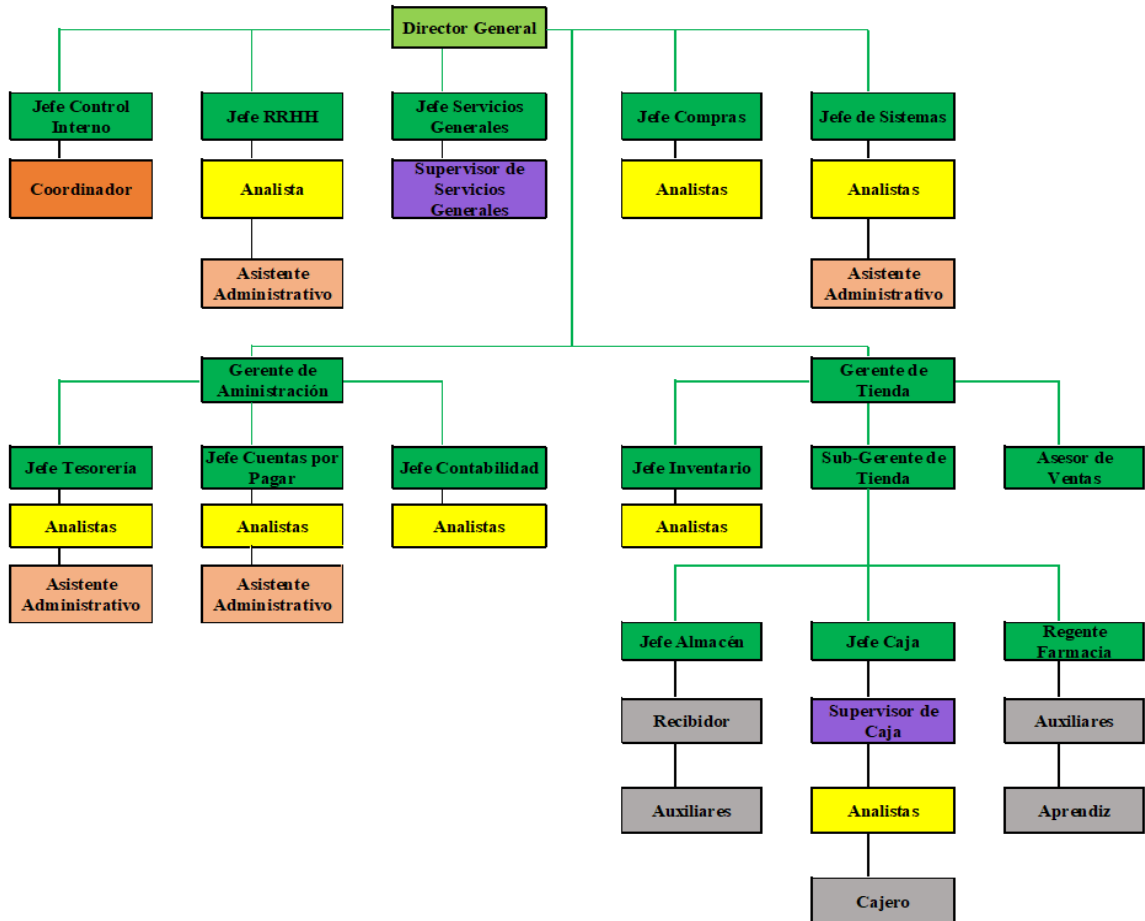 Director General
Jefe Control
Interno
Jefe RRHH
Jefe Servicios
Generales
Jefe Compras
Jefe de Sistemas
Coordinador
Analista
Supervisor de
Servicios
Generales
Analistas
Analistas
Asistente
Administrativo
Asistente
Administrativo
Gerente de
Aministración
Gerente de
Tienda
Jefe Tesorería
Jefe Cuentas por
Pagar
Jefe Contabilidad
Jefe Inventario
Sub-Gerente de
Tienda
Asesor de
Ventas
Analistas
Analistas
Analistas
Analistas
Asistente
Administrativo
Asistente
Administrativo
Jefe Almacén
Jefe Caja
Regente
Farmacia
Recibidor
Supervisor de
Caja
Auxiliares
Auxiliares
Analistas
Aprendiz
Cajero